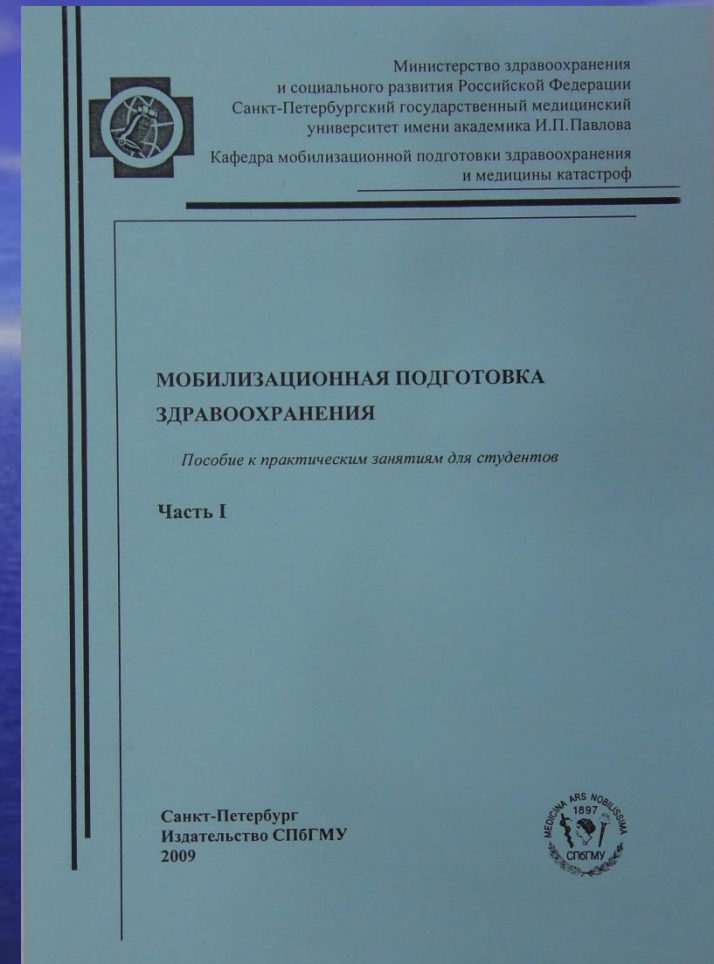 Министерство здравоохранения
и социального развития Российской Федерации
Санкт-Петербургский государственный медицинский
университет имени академика И.П.Павлова
Кафедра мобилизационной подготовки здравоохранения
и медицины катастроф
МОБИЛИЗАЦИОННАЯ ПОДГОТОВКА
ЗДРАВООХРАНЕНИЯ
Пособие к практическим занятиям для студентов
Часть I
Санкт-Петербург
Издательство СПбГМУ
2009
MEDICINA ARS NOBILISSIMA
1897
СПбГМУ